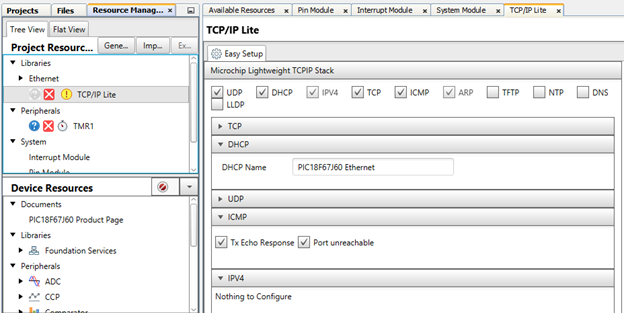 Projects Files Resource Manag...
Tree View Flat View
Project Resourc... Gene... Imp... Ex...
Libraries
Ethernet
TCP/IP Lite
Peripherals
TMR1
System
Interrupt Module
Pin Module
Device Resources
Documents
PIC18F67J60 Product Page
Libraries
Foundation Services
Peripherals
ADC
CCP
Comparator
Available Resources Pin Module Interrupt Module System Module TCP/IP Lite
TCP/IP Lite
Easy Setup
Microchip Lightweight TCPIP Stack
UDP DHCP IPV4 TCP ICMP ARP TFTP NTP DNS
LLDP
TCP
DHCP
DHCP Name PIC18F67J60 Ethernet
UDP
ICMP
Tx Echo Response Port unreachable
IPV4
Nothing to Configure